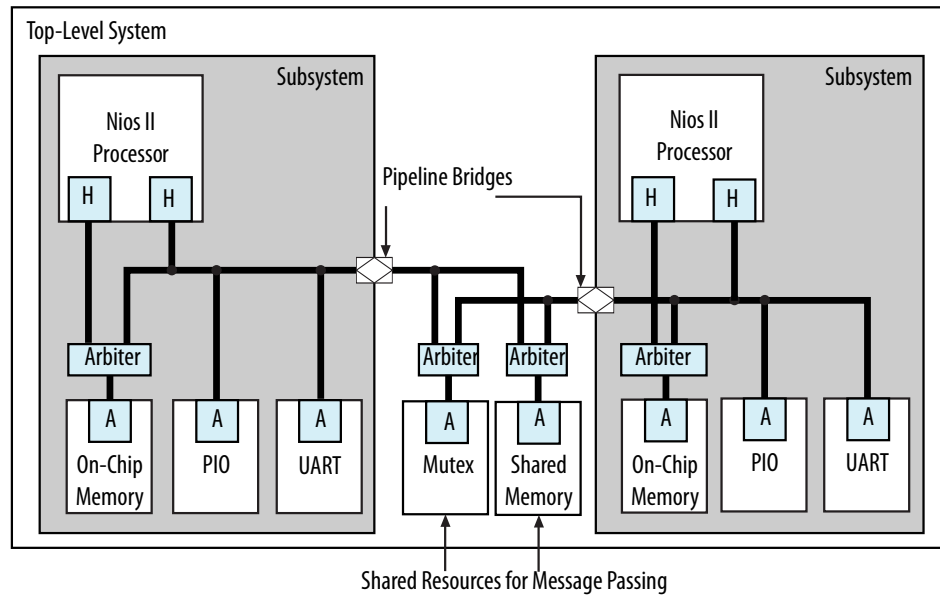 Top-Level System
Subsystem
Subsystem
Nios II
Processor
Nios II
Processor
Pipeline Bridges
H
H
H
H
Arbiter
Arbiter
Arbiter
Arbiter
A
A
A
A
A
A
A
A
On-Chip
Memory
PIO
UART
Mutex
Shared
Memory
On-Chip
Memory
PIO
UART
Shared Resources for Message Passing